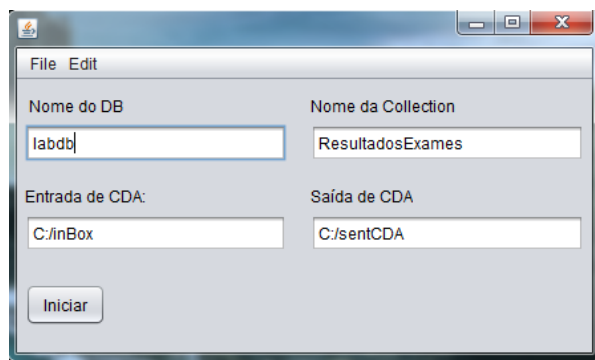 File Edit
Nome do DB
labdb
Nome da Collection
ResultadosExames
Entrada de CDA:
C:/inBox
Saída de CDA
C:/sentCDA
Iniciar